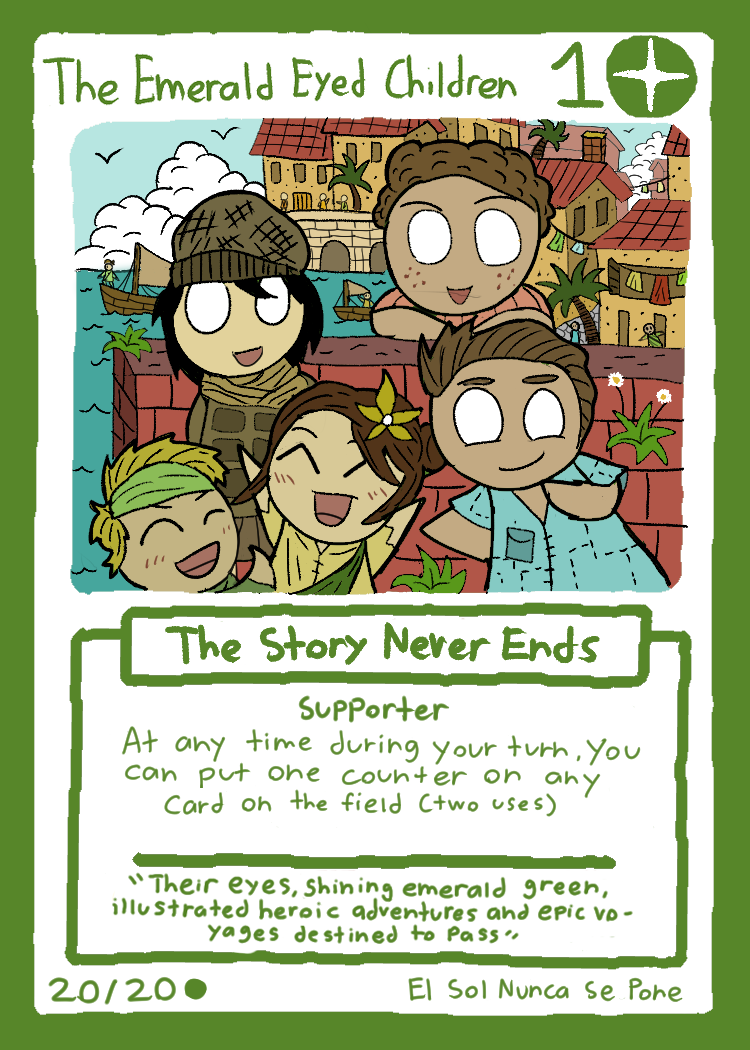 The Emerald Eyed Children 1
The Story Never Ends
Supporter
At any time during your turn, you
can put one counter on any
card on the field (two uses)
"Their eyes, shining emerald green,
illustrated heroic adventures and epic vo-
yages destined to pass"
20/20
El Sol Nunca Se Pone